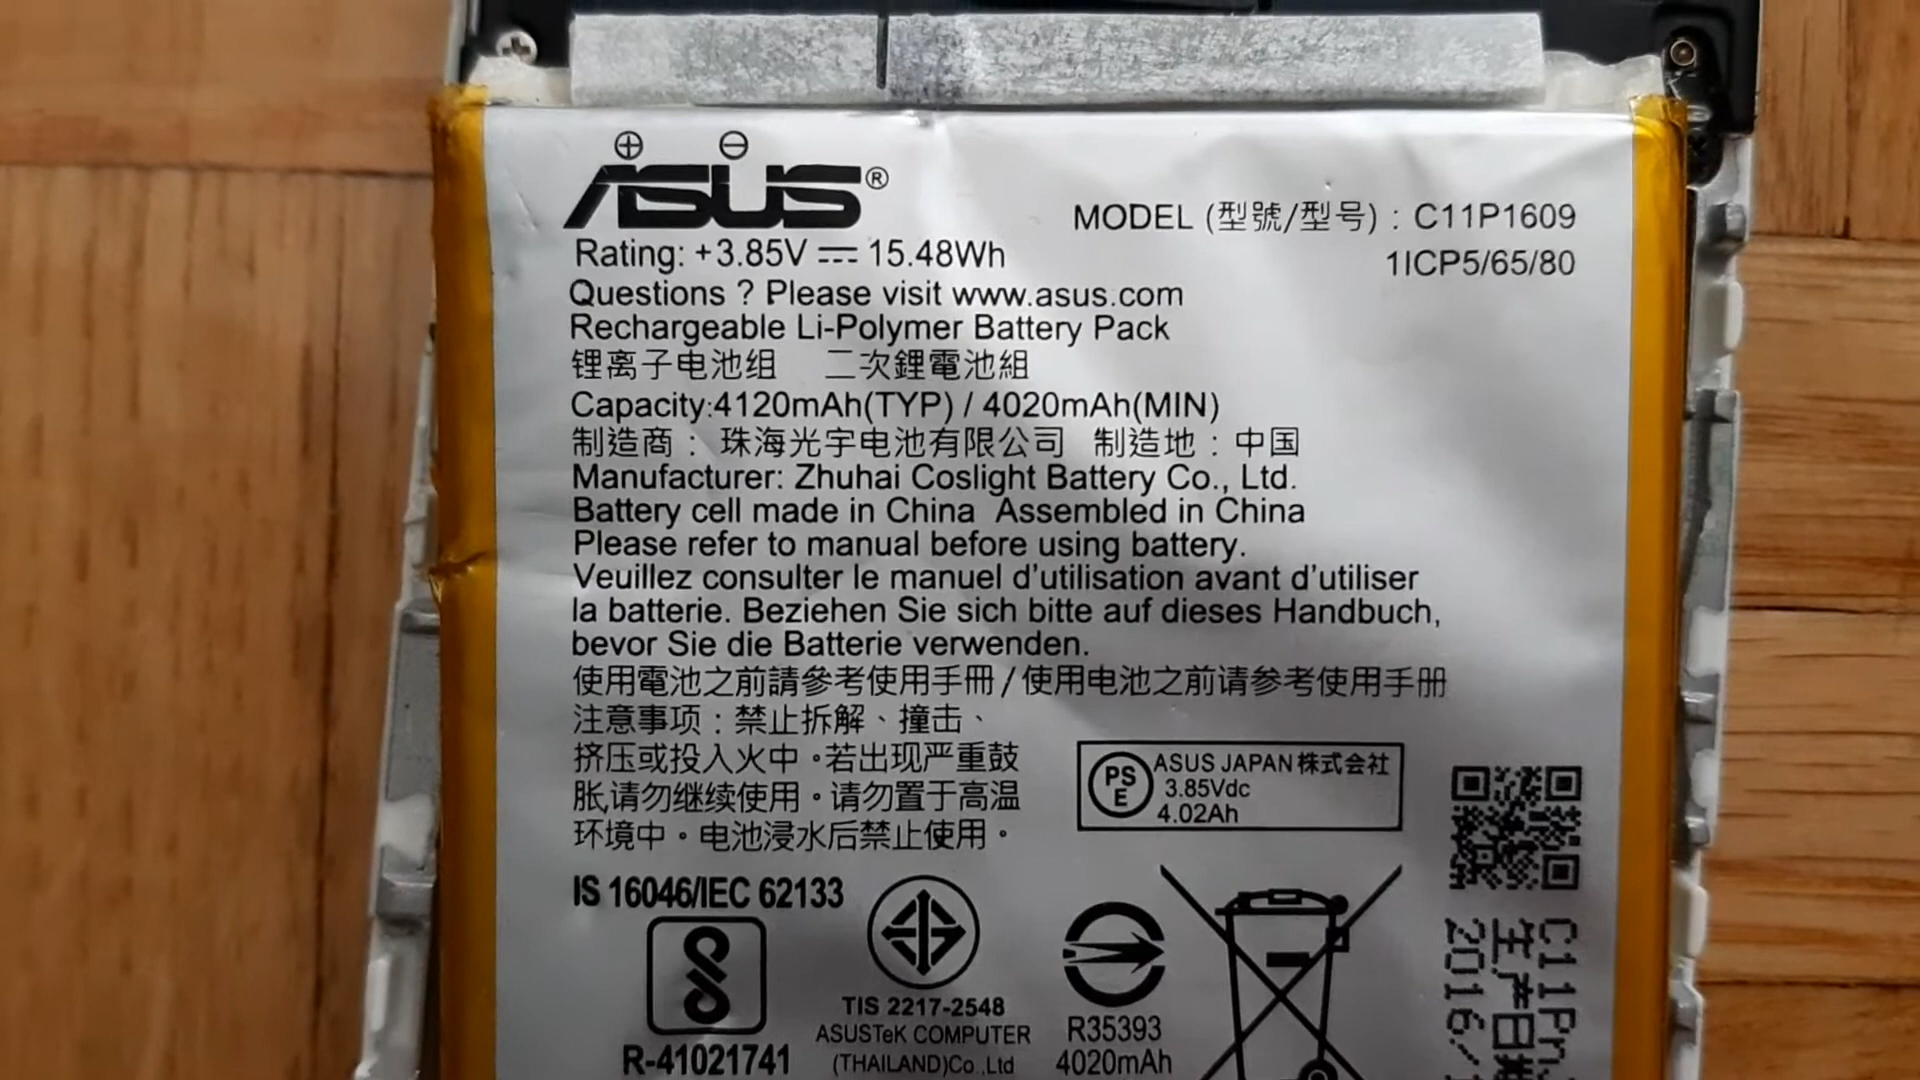 ASUS®
MODEL (型號/型号) : C11P1609
Rating: +3.85V 15.48Wh
1ICP5/65/80
Questions ? Please visit www.asus.com
Rechargeable Li-Polymer Battery Pack
锂离子电池组 二次鋰電池組
Capacity:4120mAh(TYP) / 4020mAh(MIN)
制造商： 珠海光宇电池有限公司 制造地：中国
Manufacturer: Zhuhai Coslight Battery Co., Ltd.
Battery cell made in China Assembled in China
Please refer to manual before using battery.
Veuillez consulter le manuel d'utilisation avant d'utiliser
la batterie. Beziehen Sie sich bitte auf dieses Handbuch,
bevor Sie die Batterie verwenden.
使用電池之前請參考使用手冊/使用电池之前请参考使用手册
注意事项：禁止拆解、撞击、
挤压或投入火中。若出现严重鼓
胀,请勿继续使用。请勿置于高温
环境中。电池浸水后禁止使用。
PS
E
ASUS JAPAN 株式会社
3.85Vdc
4.02Ah
IS 16046/IEC 62133
R-41021741
TIS 2217-2548
ASUSTeK COMPUTER
(THAILAND)Co.,Ltd
R35393
4020mAh
C11Pn
生产日期
2016/